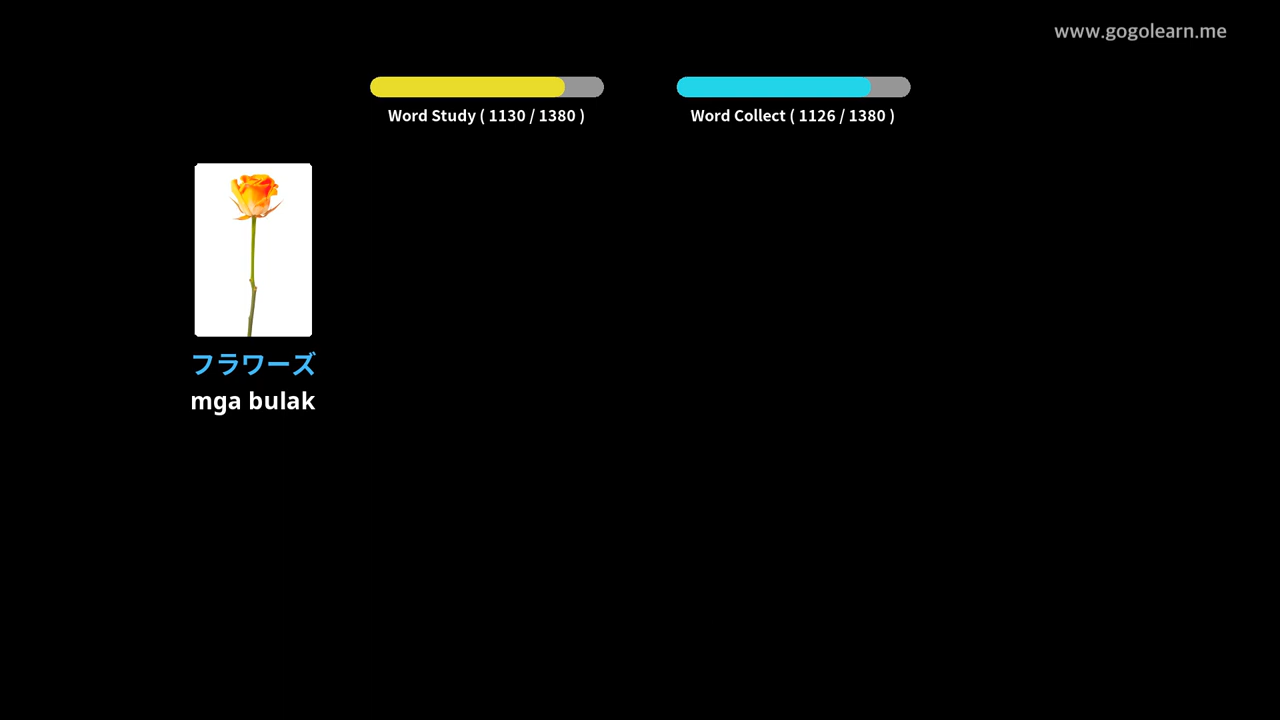 www.gogolearn.me
Word Study ( 1130 / 1380 )
Word Collect ( 1126 / 1380 )
フラワーズ
mga bulak